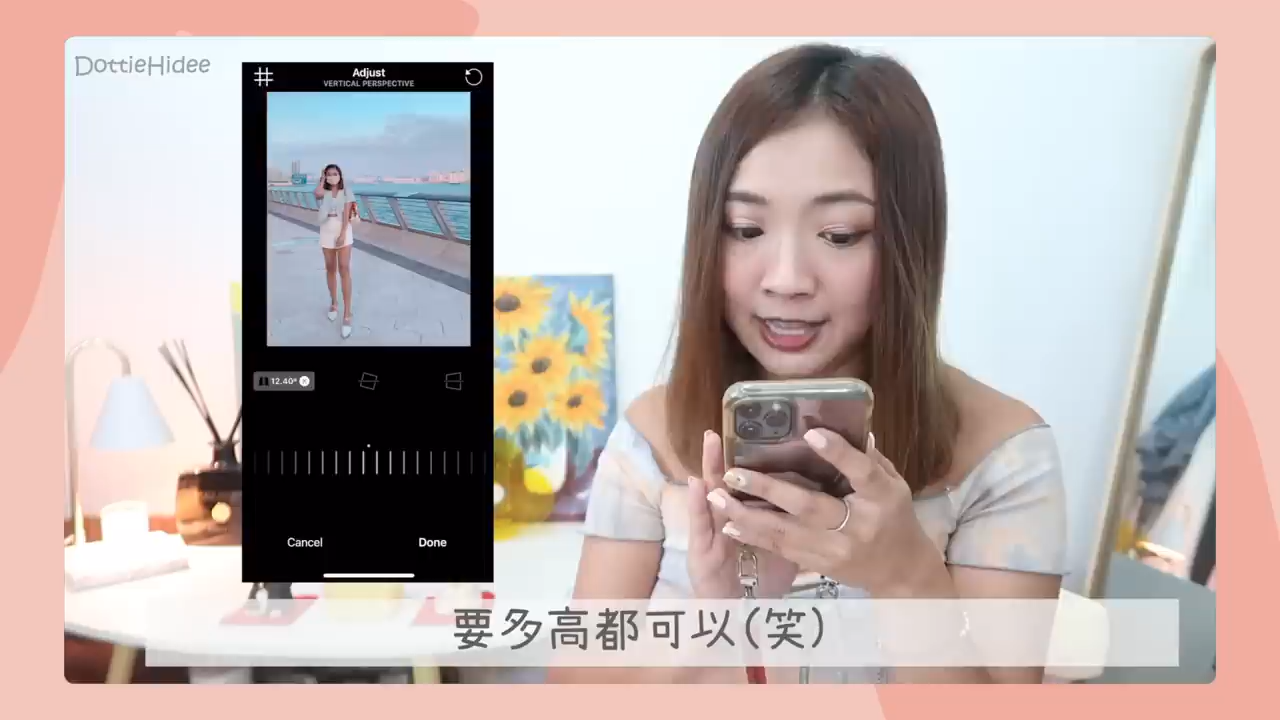 DottieHidee
Adjust
VERTICAL PERSPECTIVE
12.40°
Cancel
Done
要多高都可以(笑)